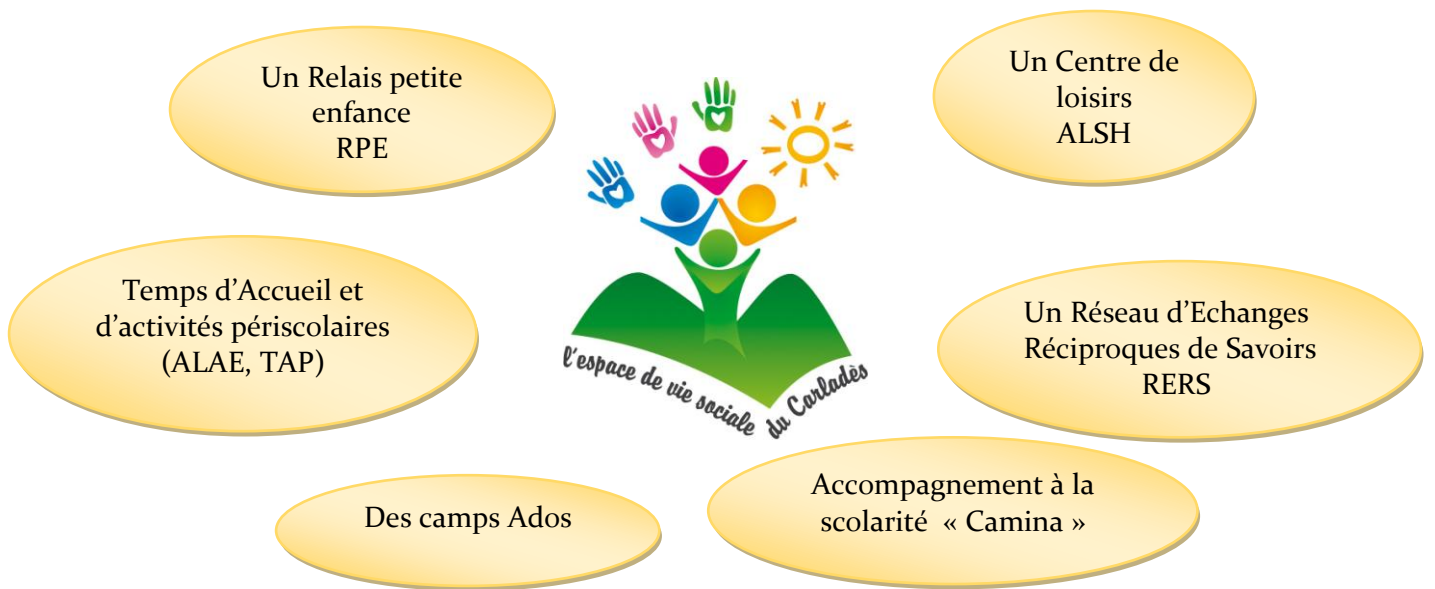 Un Relais petite
enfance
RPE
Un Centre de
loisirs
ALSH
Temps d’Accueil et
d’activités périscolaires
(ALAE, TAP)
l’espace de vie sociale du Carladès
Un Réseau d’Echanges
Réciproques de Savoirs
RERS
Des camps Ados
Accompagnement à la
scolarité « Camina »